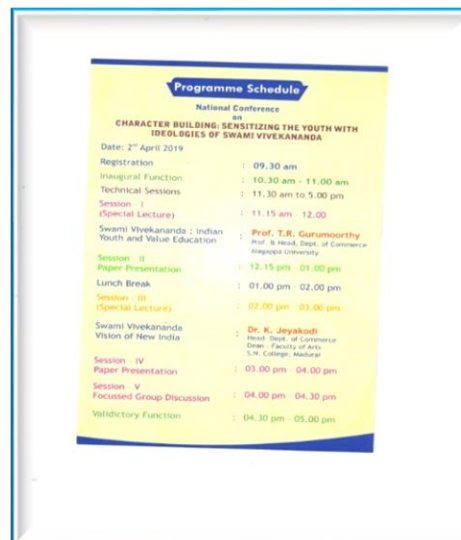 Programme Schedule
National Conference
on
CHARACTER BUILDING: SENSITIZING THE YOUTH WITH
IDEOLOGIES OF SWAMI VIVEKANANDA
Date: 2nd April 2019
Registration : 09.30 am
Inaugural Function : 10.30 am - 11.00 am
Technical Sessions : 11.30 am to 5.00 pm
Session - I
(Special Lecture) : 11.15 am - 12.00
Swami Vivekananda : Indian
Youth and Value Education : Prof. T.R. Gurumoorthy
Prof. & Head, Dept. of Commerce
Alagappa University
Session - II
Paper Presentation : 12.15 pm - 01.00 pm
Lunch Break : 01.00 pm - 02.00 pm
Session - III
(Special Lecture) : 02.00 pm - 03.00 pm
Swami Vivekananda
Vision of New India : Dr. K. Jeyakodi
Head- Dept. of Commerce
Dean - Faculty of Arts
S.N. College, Madurai
Session - IV
Paper Presentation : 03.00 pm - 04.00 pm
Session - V
Focussed Group Discussion : 04.00 pm - 04.30 pm
Validictory Function : 04.30 pm - 05.00 pm